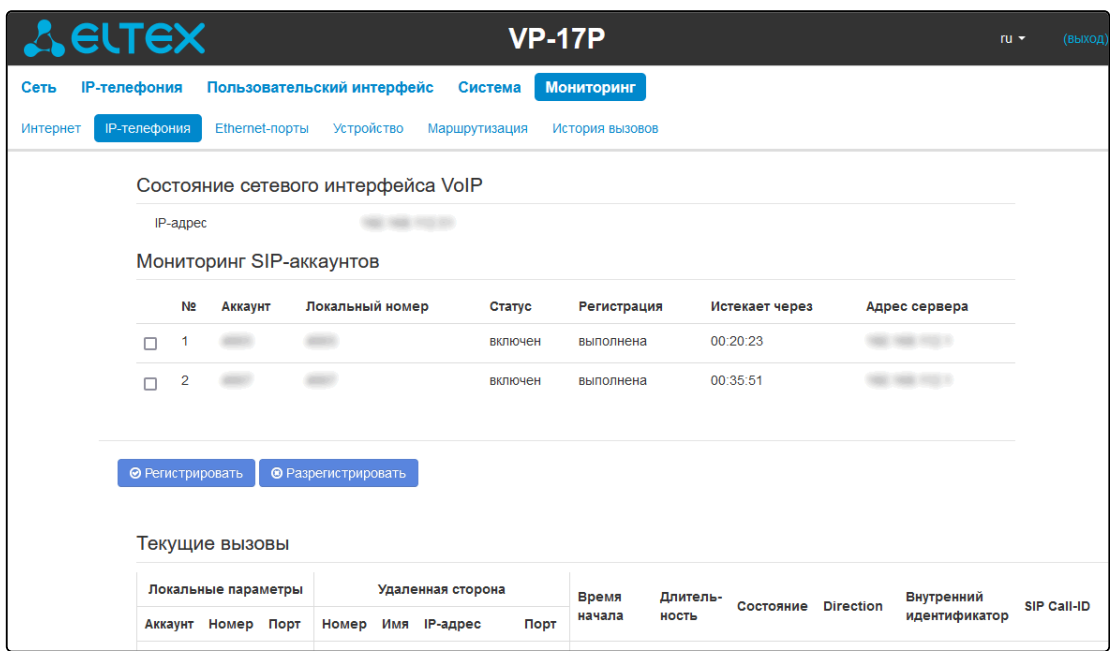 ELTEX VP-17P ru (выход)
Сеть IP-телефония Пользовательский интерфейс Система Мониторинг
Интернет IP-телефония Ethernet-порты Устройство Маршрутизация История вызовов
Состояние сетевого интерфейса VoIP
IP-адрес
Мониторинг SIP-аккаунтов
№ Аккаунт Локальный номер Статус Регистрация Истекает через Адрес сервера
1 включен выполнена 00:20:23
2 включен выполнена 00:35:51
Регистрировать Разрегистрировать
Текущие вызовы
Локальные параметры Удаленная сторона Время начала Длитель-ность Состояние Direction Внутренний идентификатор SIP Call-ID
Аккаунт Номер Порт Номер Имя IP-адрес Порт